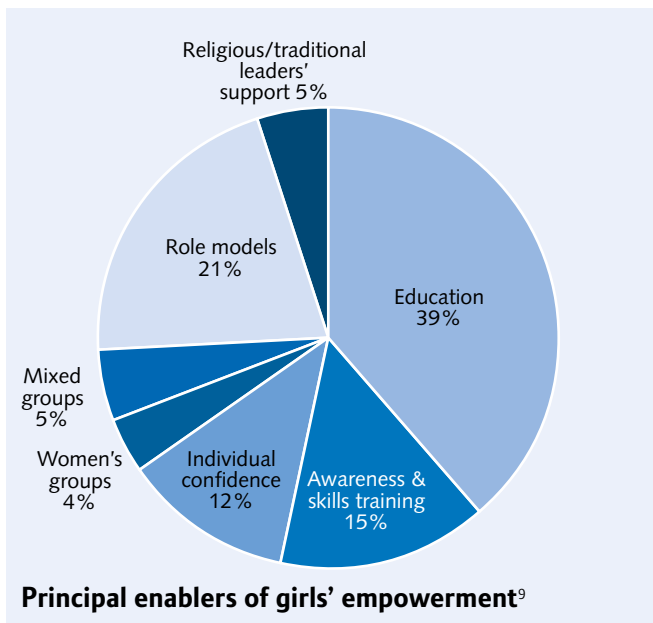 Religious/traditional
leaders’
support 5%
Role models
21%
Education
39%
Mixed
groups
5%
Women’s
groups
4%
Individual
confidence
12%
Awareness &
skills training
15%
Principal enablers of girls’ empowerment⁹